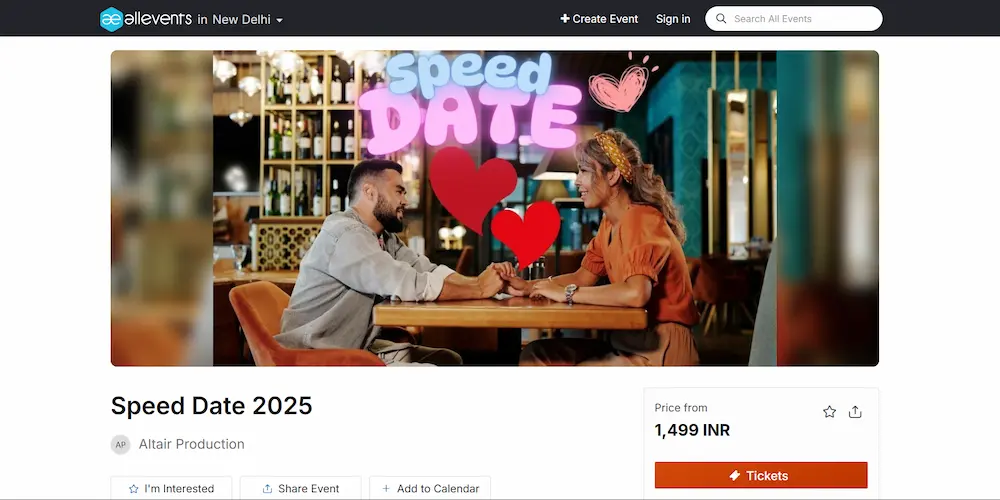 allevents in New Delhi
Create Event
Sign in
Search All Events
Speed
DATE
Speed Date 2025
AP
Altair Production
Price from
1,499 INR
Tickets
I'm Interested
Share Event
Add to Calendar